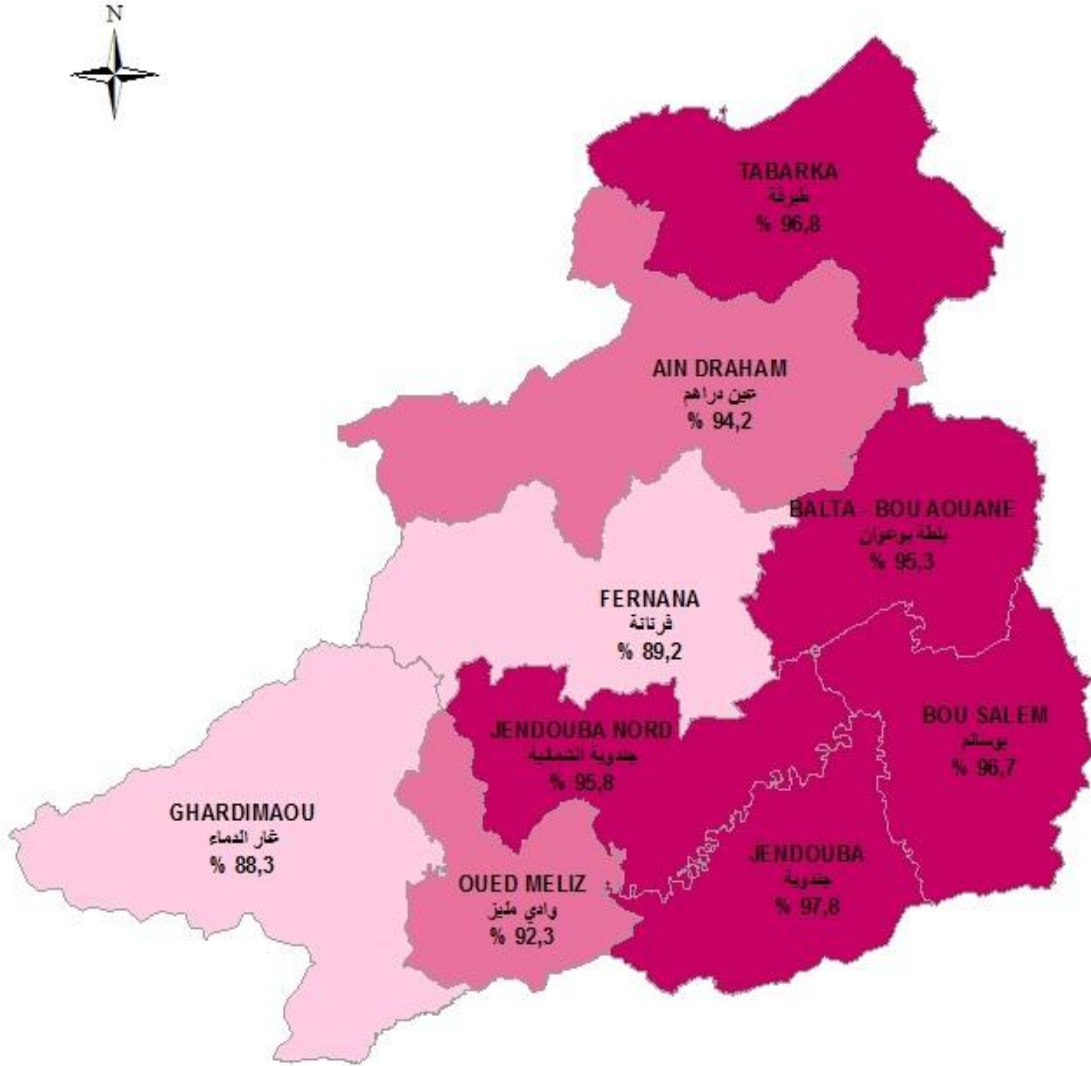 N
TABARKA
طبرقة
% 96,8
AIN DRAHAM
عين دراهم
% 94,2
BALTA - BOU AOUANE
بلطة بوعوان
% 95,3
FERNANA
فرنانة
% 89,2
BOU SALEM
بوسالم
% 96,7
JENDOUBA NORD
جندوبة الشمالية
% 95,8
GHARDIMAOU
غار الدماء
% 88,3
JENDOUBA
جندوبة
% 97,8
OUED MELIZ
وادي مليز
% 92,3